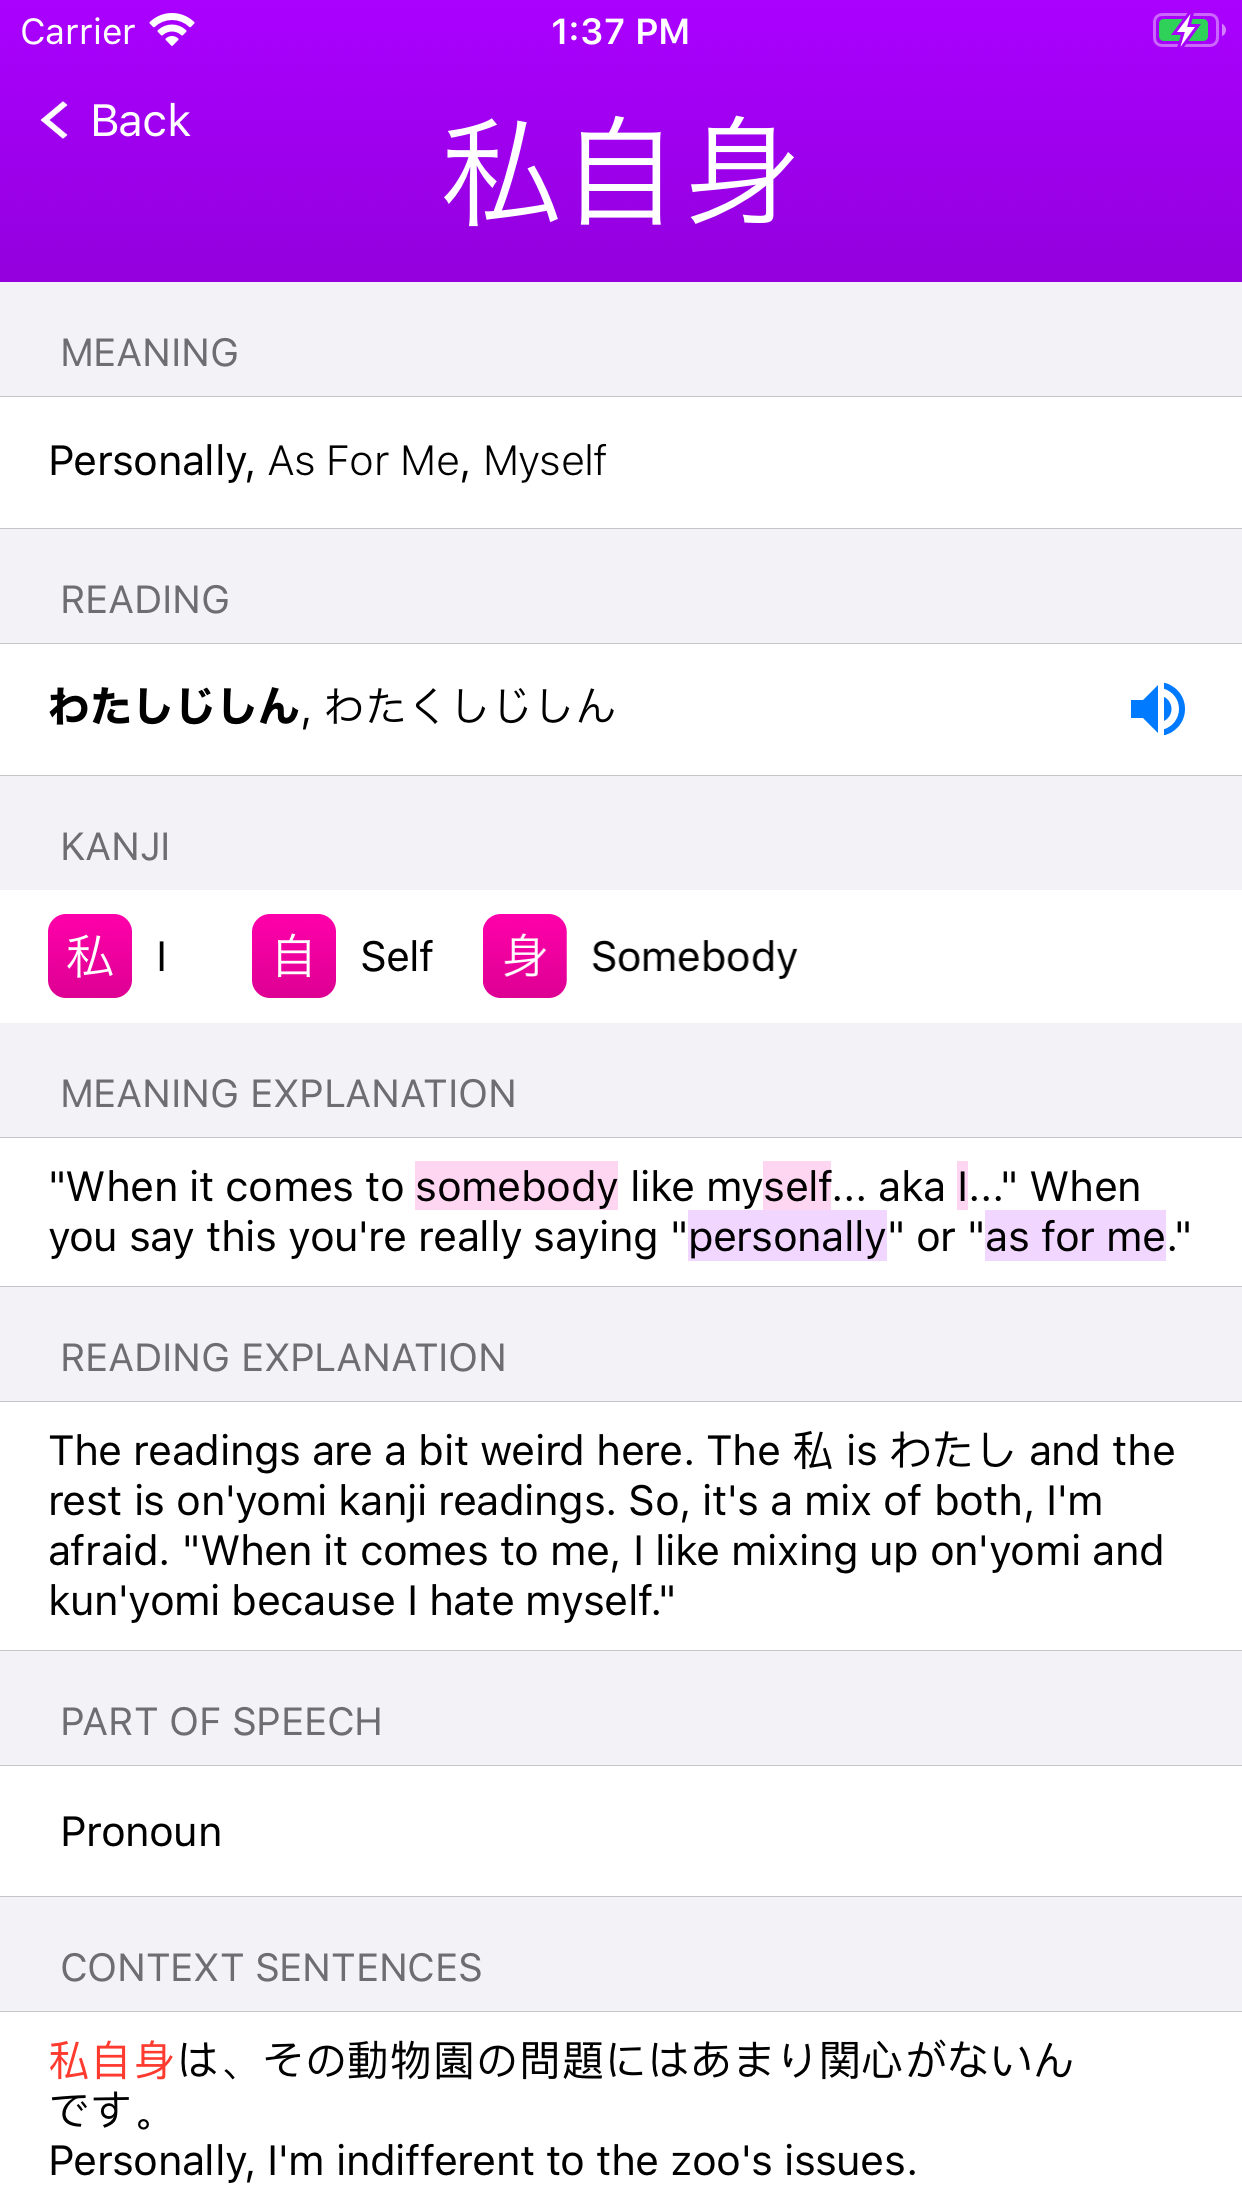 Carrier 1:37 PM
Back
私自身
MEANING
Personally, As For Me, Myself
READING
わたしじしん, わたくしじしん
KANJI
私 I 自 Self 身 Somebody
MEANING EXPLANATION
"When it comes to somebody like myself... aka I..." When
you say this you're really saying "personally" or "as for me."
READING EXPLANATION
The readings are a bit weird here. The 私 is わたし and the
rest is on'yomi kanji readings. So, it's a mix of both, I'm
afraid. "When it comes to me, I like mixing up on'yomi and
kun'yomi because I hate myself."
PART OF SPEECH
Pronoun
CONTEXT SENTENCES
私自身は、その動物園の問題にはあまり関心がないん
です。
Personally, I'm indifferent to the zoo's issues.